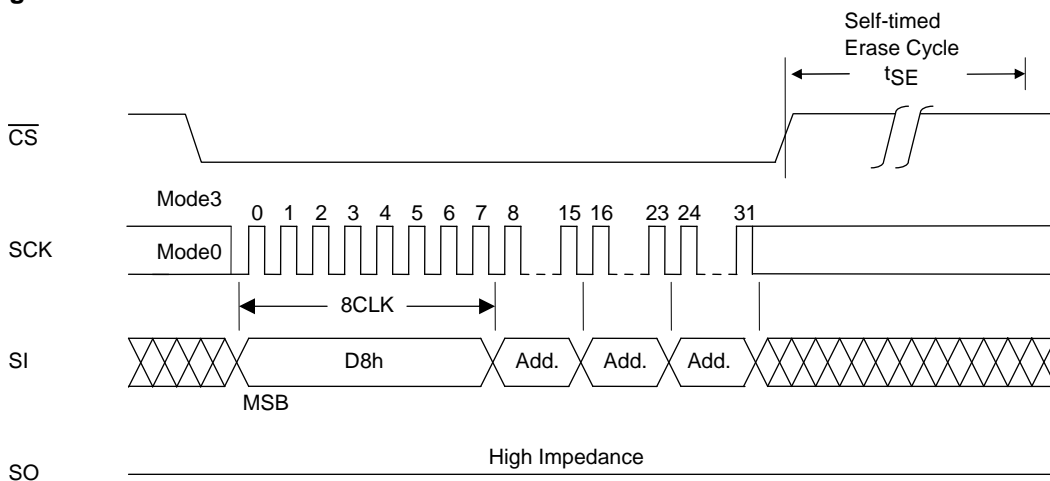 Self-timed
Erase Cycle
tSE
CS
Mode3
0 1 2 3 4 5 6 7 8 15 16 23 24 31
SCK
Mode0
8CLK
SI
D8h
Add.
Add.
Add.
MSB
High Impedance
SO